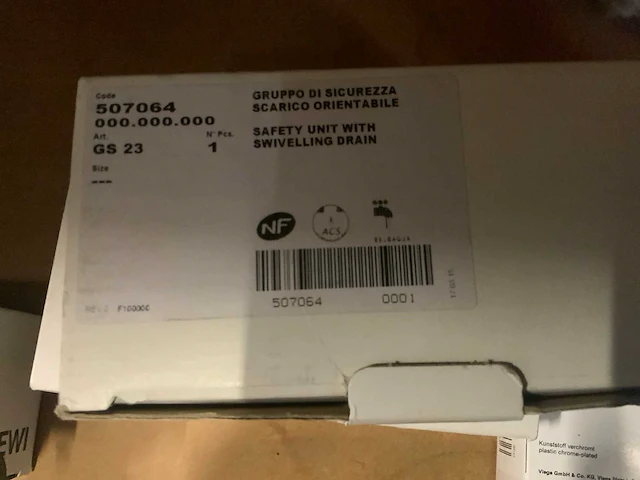 Code
507064
000.000.000
Art.
N° Pcs.
GS 23
1
Size
---
GRUPPO DI SICUREZZA
SCARICO ORIENTABILE
SAFETY UNIT WITH
SWIVELLING DRAIN
NF
ACS
507064 0001
EWI
Kunststoff verchromt
plastic chrome-plated
Viega GmbH & Co. KG, Viega